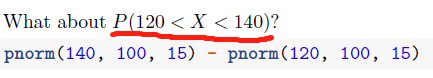 What about P(120 < X < 140)?
pnorm(140, 100, 15) - pnorm(120, 100, 15)